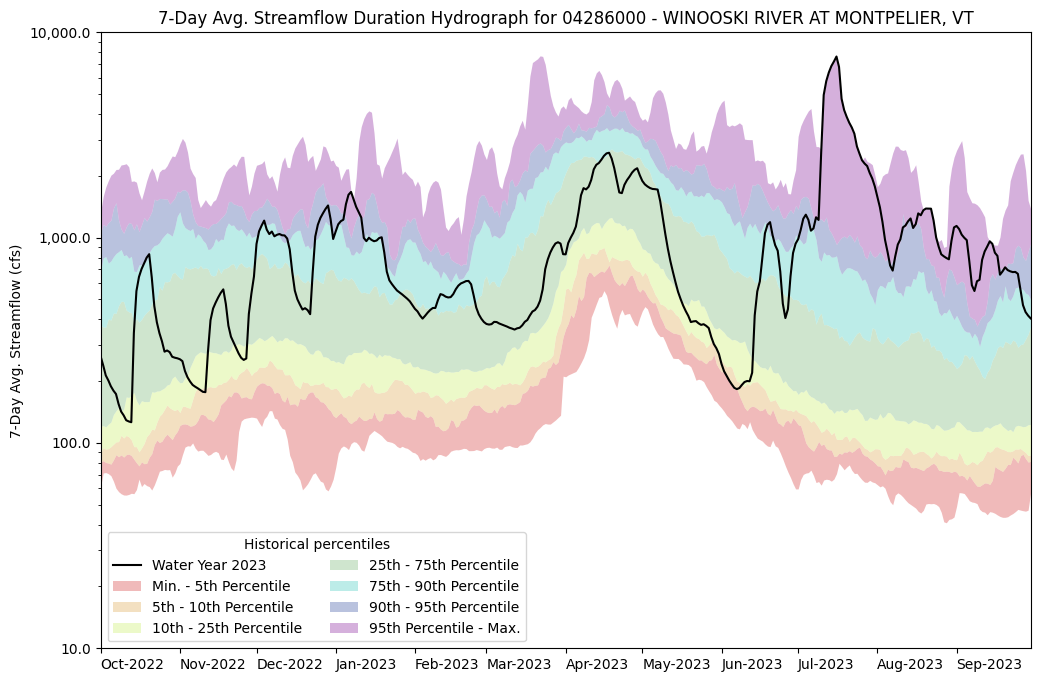 7-Day Avg. Streamflow Duration Hydrograph for 04286000 - WINOOSKI RIVER AT MONTPELIER, VT
10,000.0
1,000.0
100.0
10.0
7-Day Avg. Streamflow (cfs)
Historical percentiles
Water Year 2023
Min. - 5th Percentile
5th - 10th Percentile
10th - 25th Percentile
25th - 75th Percentile
75th - 90th Percentile
90th - 95th Percentile
95th Percentile - Max.
Oct-2022 Nov-2022 Dec-2022 Jan-2023 Feb-2023 Mar-2023 Apr-2023 May-2023 Jun-2023 Jul-2023 Aug-2023 Sep-2023